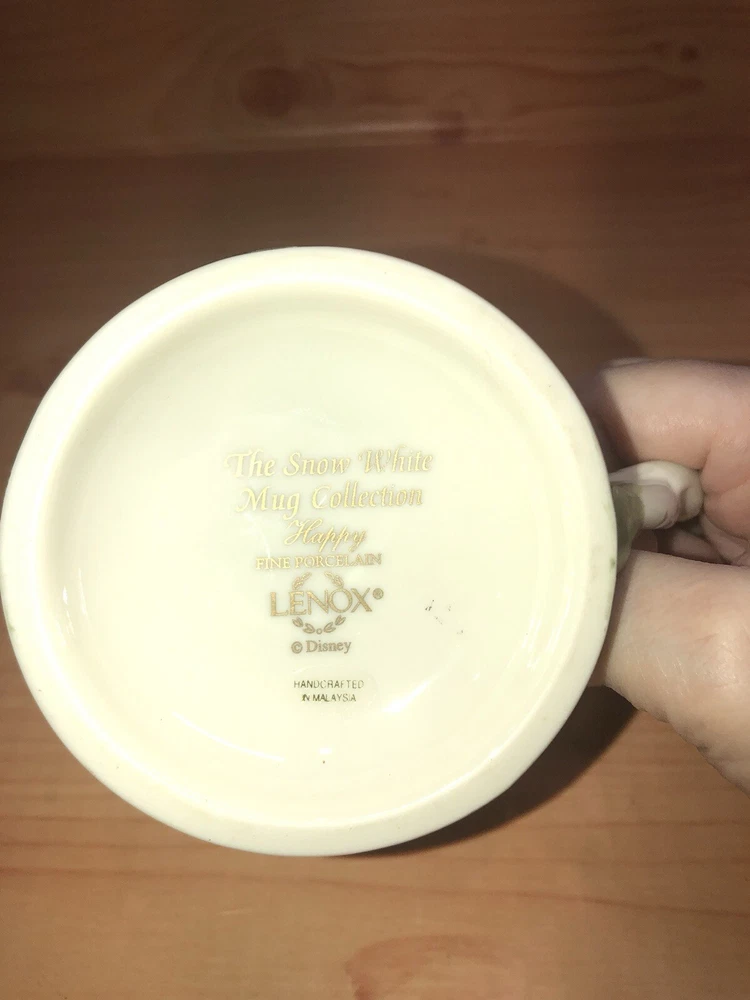 The Snow White
Mug Collection
Happy
FINE PORCELAIN
LENOX®
© Disney
HANDCRAFTED
IN MALAYSIA